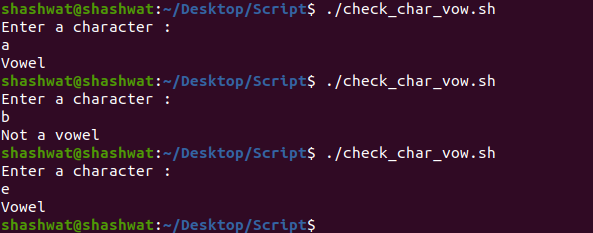 shashwat@shashwat:~/Desktop/Script$ ./check_char_vow.sh
Enter a character :
a
Vowel
shashwat@shashwat:~/Desktop/Script$ ./check_char_vow.sh
Enter a character :
b
Not a vowel
shashwat@shashwat:~/Desktop/Script$ ./check_char_vow.sh
Enter a character :
e
Vowel
shashwat@shashwat:~/Desktop/Script$